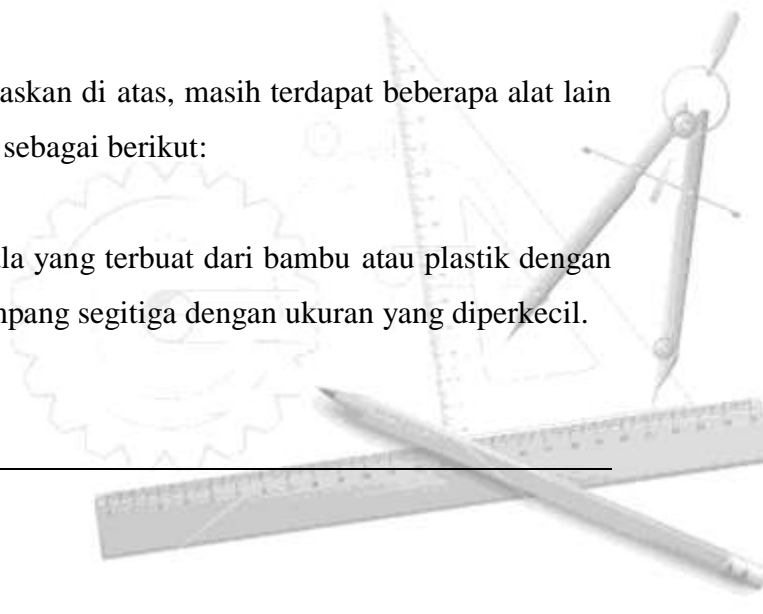 askan di atas, masih terdapat beberapa alat lain
sebagai berikut:
la yang terbuat dari bambu atau plastik dengan
npang segitiga dengan ukuran yang diperkecil.